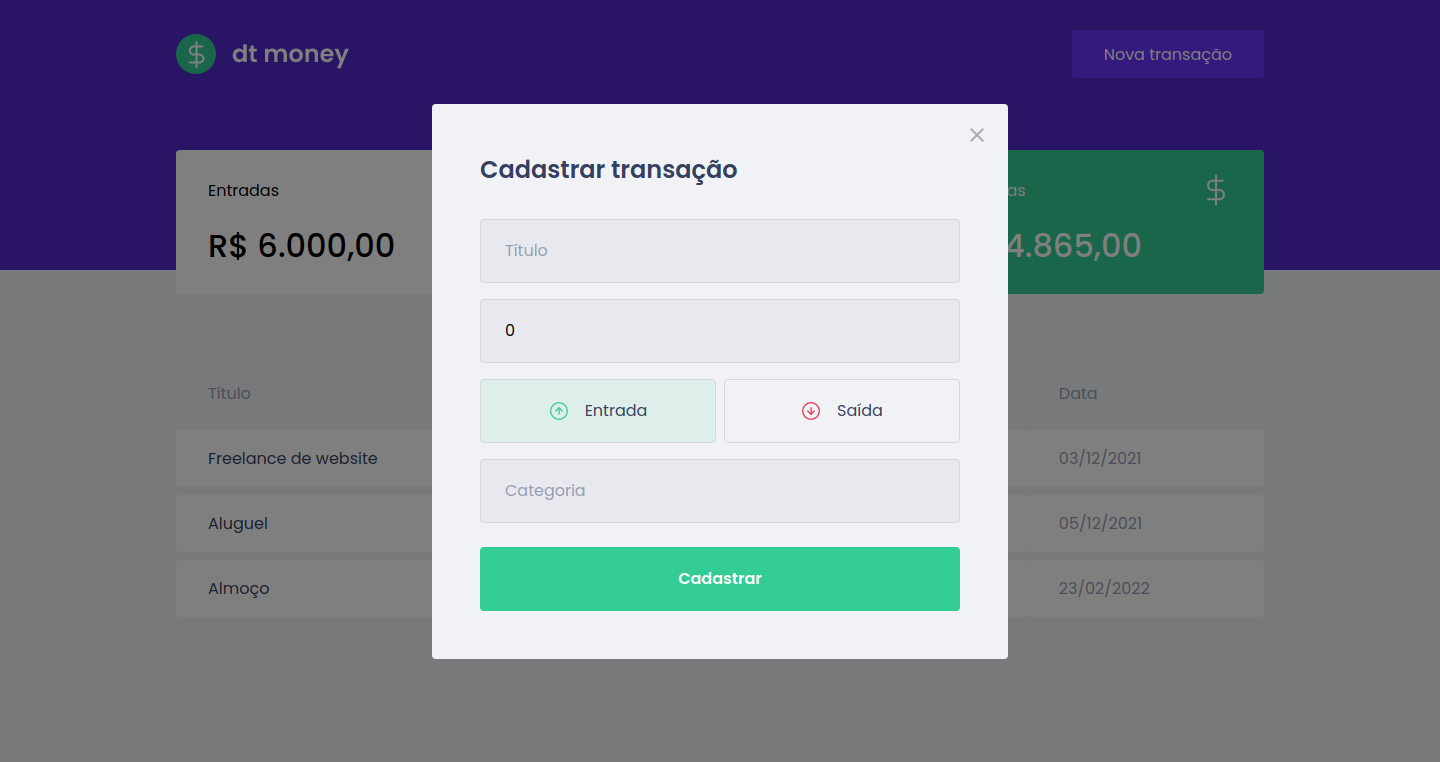 dt money
Nova transação
Cadastrar transação
Entradas
as
R$ 6.000,00
4.865,00
Título
0
Entrada
Saída
Categoria
Cadastrar
Título
Data
Freelance de website
03/12/2021
Aluguel
05/12/2021
Almoço
23/02/2022